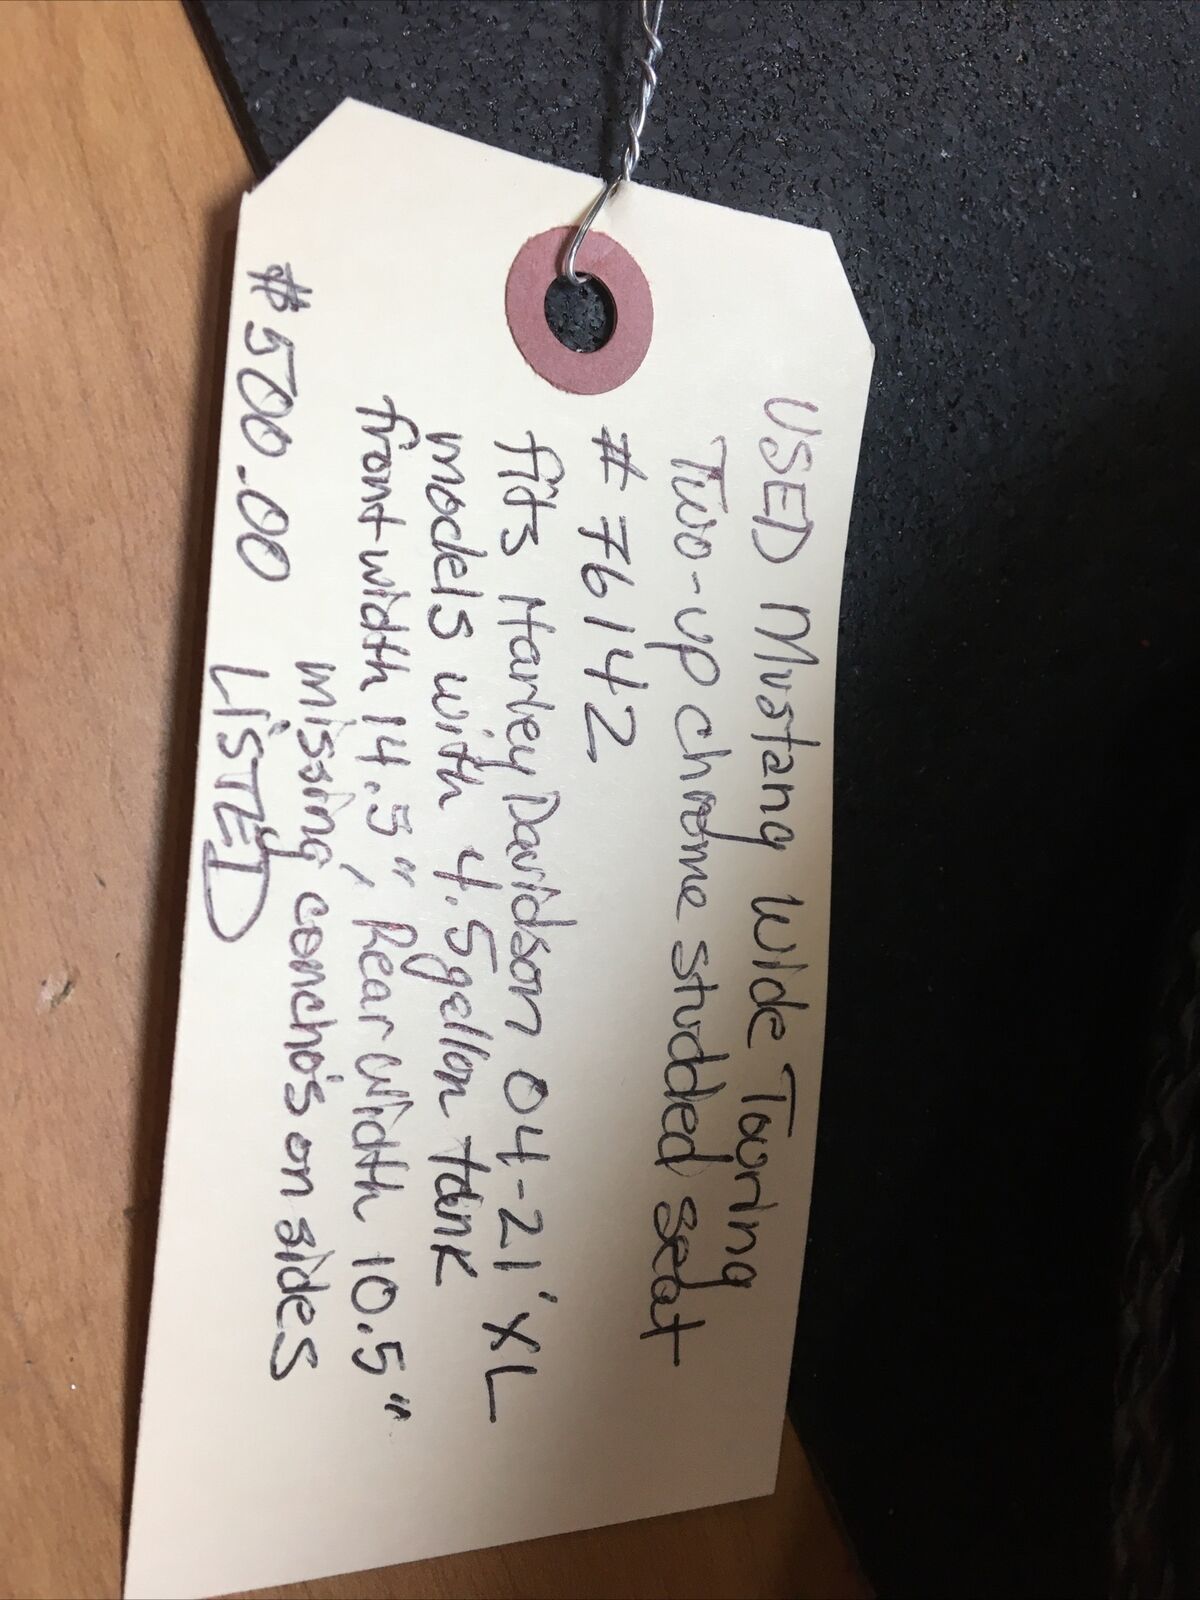 USED Mustang Wide Touring
Two-up chrome studded seat
# 76142
fits Harley Davidson 04-21' XL
models with 4.5 gallon tank
front width 14.5", Rear width 10.5"
missing concho's on sides
$500.00 LISTED